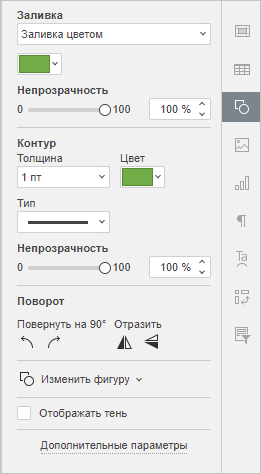 Заливка
Заливка цветом
Непрозрачность
0 100 100 %
Контур
Толщина Цвет
1 пт
Тип
Непрозрачность
0 100 100 %
Поворот
Повернуть на 90° Отразить
Изменить фигуру
Отображать тень
Дополнительные параметры
Ta